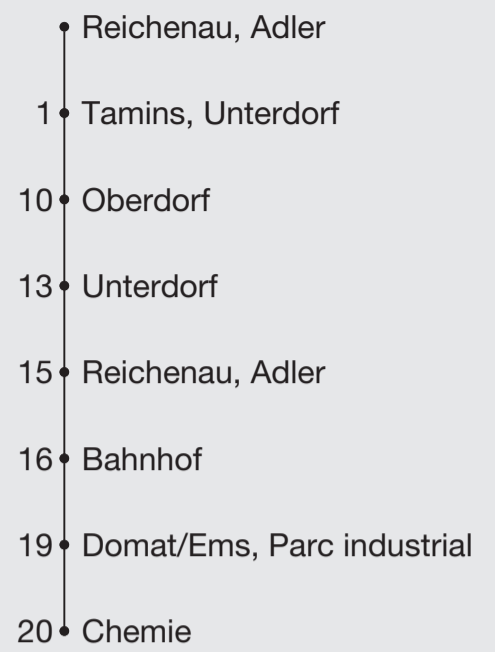 Reichenau, Adler
1 Tamins, Unterdorf
10 Oberdorf
13 Unterdorf
15 Reichenau, Adler
16 Bahnhof
19 Domat/Ems, Parc industrial
20 Chemie